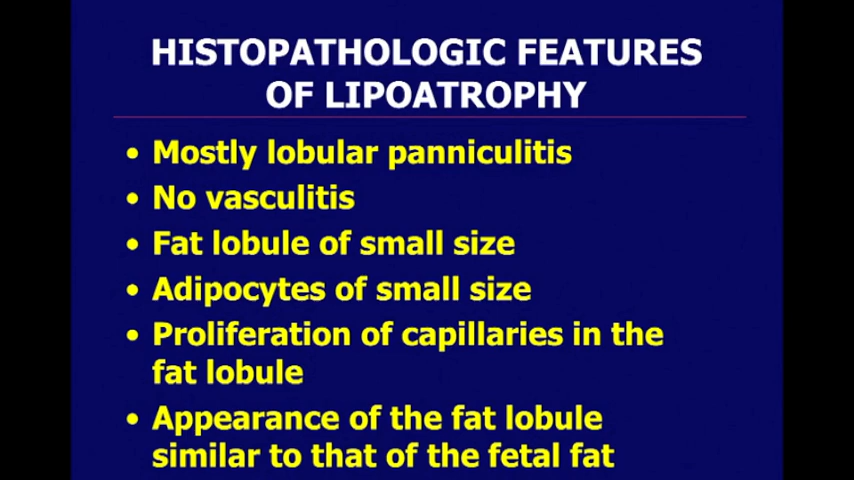 HISTOPATHOLOGIC FEATURES
OF LIPOATROPHY
• Mostly lobular panniculitis
• No vasculitis
• Fat lobule of small size
• Adipocytes of small size
• Proliferation of capillaries in the
fat lobule
• Appearance of the fat lobule
similar to that of the fetal fat